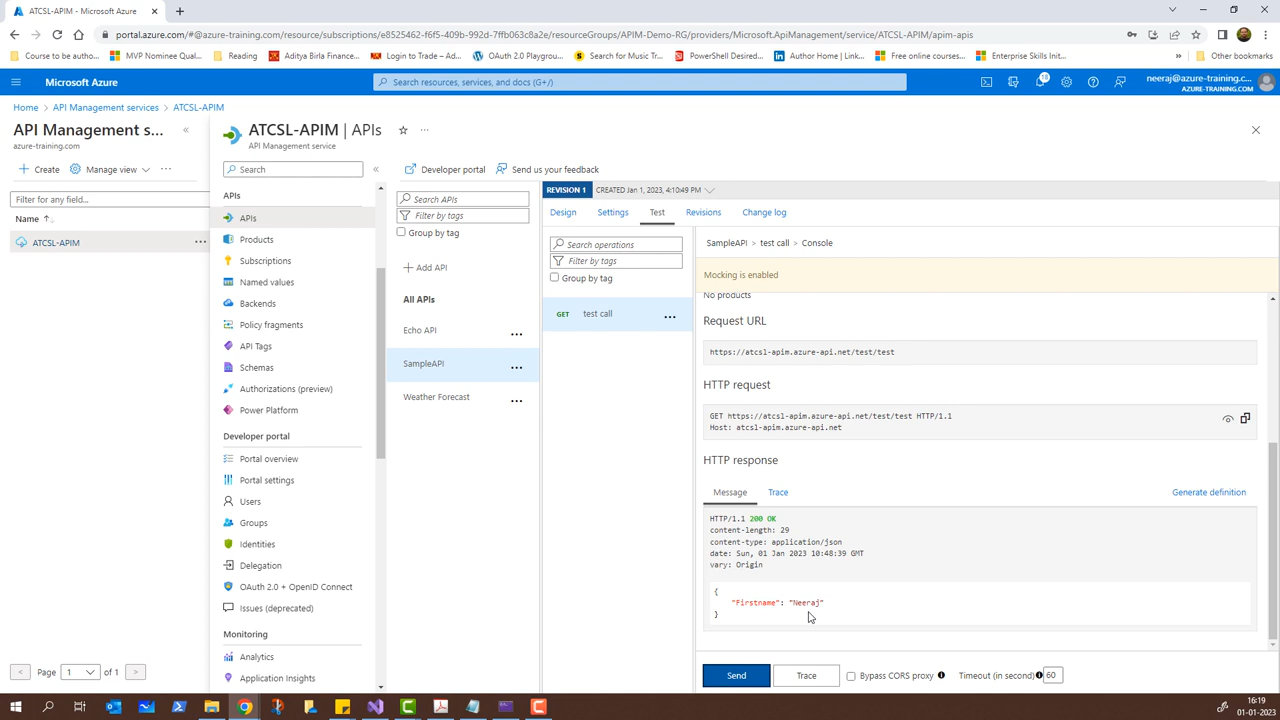 ATCSL-APIM - Microsoft Azure
portal.azure.com/#@azure-training.com/resource/subscriptions/e8525462-f6f5-409b-992d-7ffb063c8a2e/resourceGroups/APIM-Demo-RG/providers/Microsoft.ApiManagement/service/ATCSL-APIM/apim-apis
Course to be author... MVP Nominee Qual... Reading Aditya Birla Finance... Login to Trade – Ad... OAuth 2.0 Playgrou... Search for Music Tr... PowerShell Desired... Author Home | Link... Free online courses... Enterprise Skills Init... » Other bookmarks
Microsoft Azure
Search resources, services, and docs (G+/)
neeraj@azure-training.c...
AZURE-TRAINING.COM
Home > API Management services > ATCSL-APIM
API Management s...
azure-training.com
Create Manage view ...
Filter for any field...
Name ↑
ATCSL-APIM ...
Page 1 of 1
ATCSL-APIM | APIs
API Management service
Search
APIs
APIs
Products
Subscriptions
Named values
Backends
Policy fragments
API Tags
Schemas
Authorizations (preview)
Power Platform
Developer portal
Portal overview
Portal settings
Users
Groups
Identities
Delegation
OAuth 2.0 + OpenID Connect
Issues (deprecated)
Monitoring
Analytics
Application Insights
Developer portal Send us your feedback
Search APIs
Filter by tags
Group by tag
Add API
All APIs
Echo API ...
SampleAPI ...
Weather Forecast ...
REVISION 1 CREATED Jan 1, 2023, 4:10:49 PM
Design Settings Test Revisions Change log
Search operations
Filter by tags
Group by tag
GET test call ...
SampleAPI > test call > Console
Mocking is enabled
No products
Request URL
https://atcsl-apim.azure-api.net/test/test
HTTP request
GET https://atcsl-apim.azure-api.net/test/test HTTP/1.1
Host: atcsl-apim.azure-api.net
HTTP response
Message Trace Generate definition
HTTP/1.1 200 OK
content-length: 29
content-type: application/json
date: Sun, 01 Jan 2023 10:48:39 GMT
vary: Origin
{
"Firstname": "Neeraj"
}
Send Trace Bypass CORS proxy Timeout (in second) 60
16:19
01-01-2023